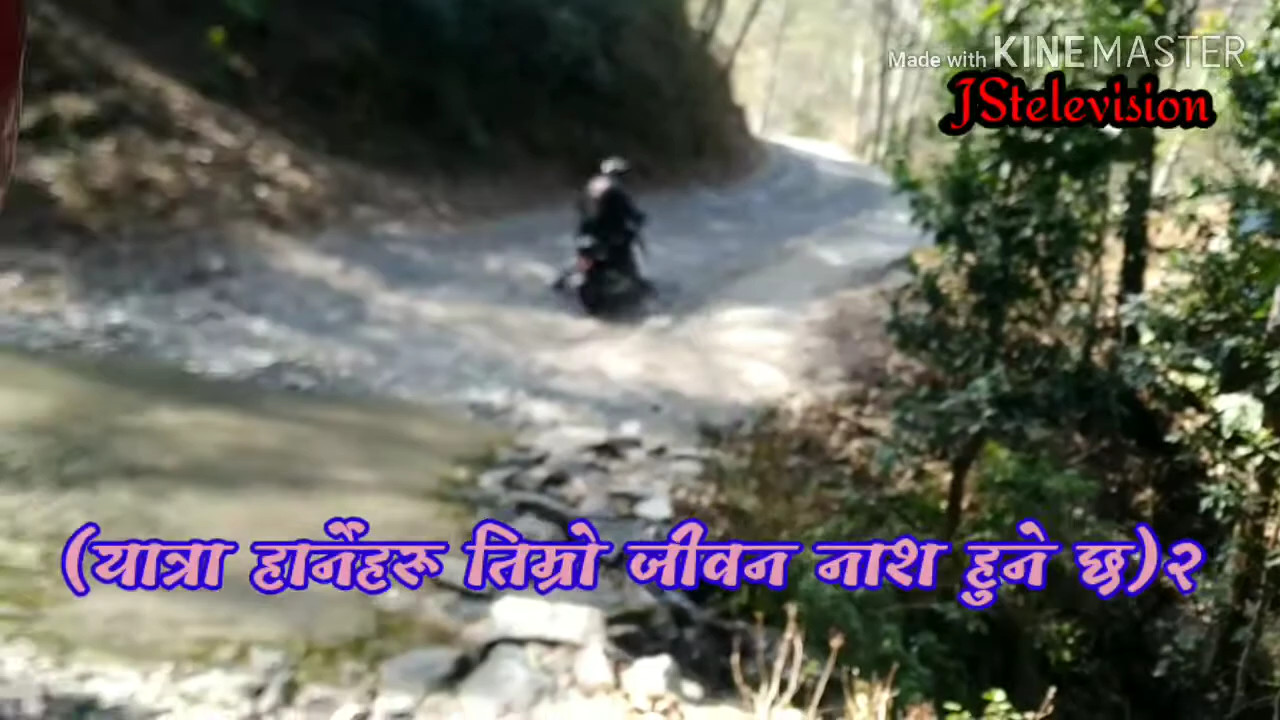 Made with KINEMASTER
JStelevision
(यात्रा हार्नेहरू तिम्रो जीवन नाश हुने छ)२